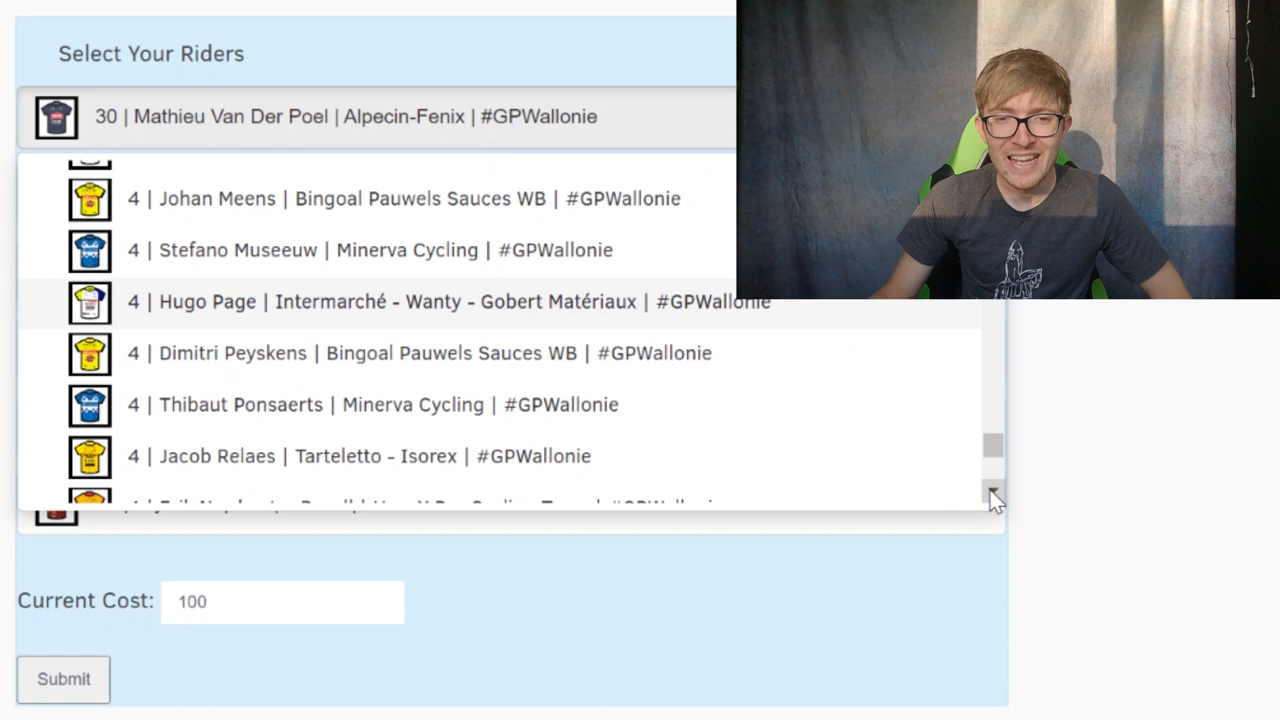 Select Your Riders
30 | Mathieu Van Der Poel | Alpecin-Fenix | #GPWallonie
4 | Johan Meens | Bingoal Pauwels Sauces WB | #GPWallonie
4 | Stefano Museeuw | Minerva Cycling | #GPWallonie
4 | Hugo Page | Intermarché - Wanty - Gobert Matériaux | #GPWallonie
4 | Dimitri Peyskens | Bingoal Pauwels Sauces WB | #GPWallonie
4 | Thibaut Ponsaerts | Minerva Cycling | #GPWallonie
4 | Jacob Relaes | Tarteletto - Isorex | #GPWallonie
Current Cost: 100
Submit